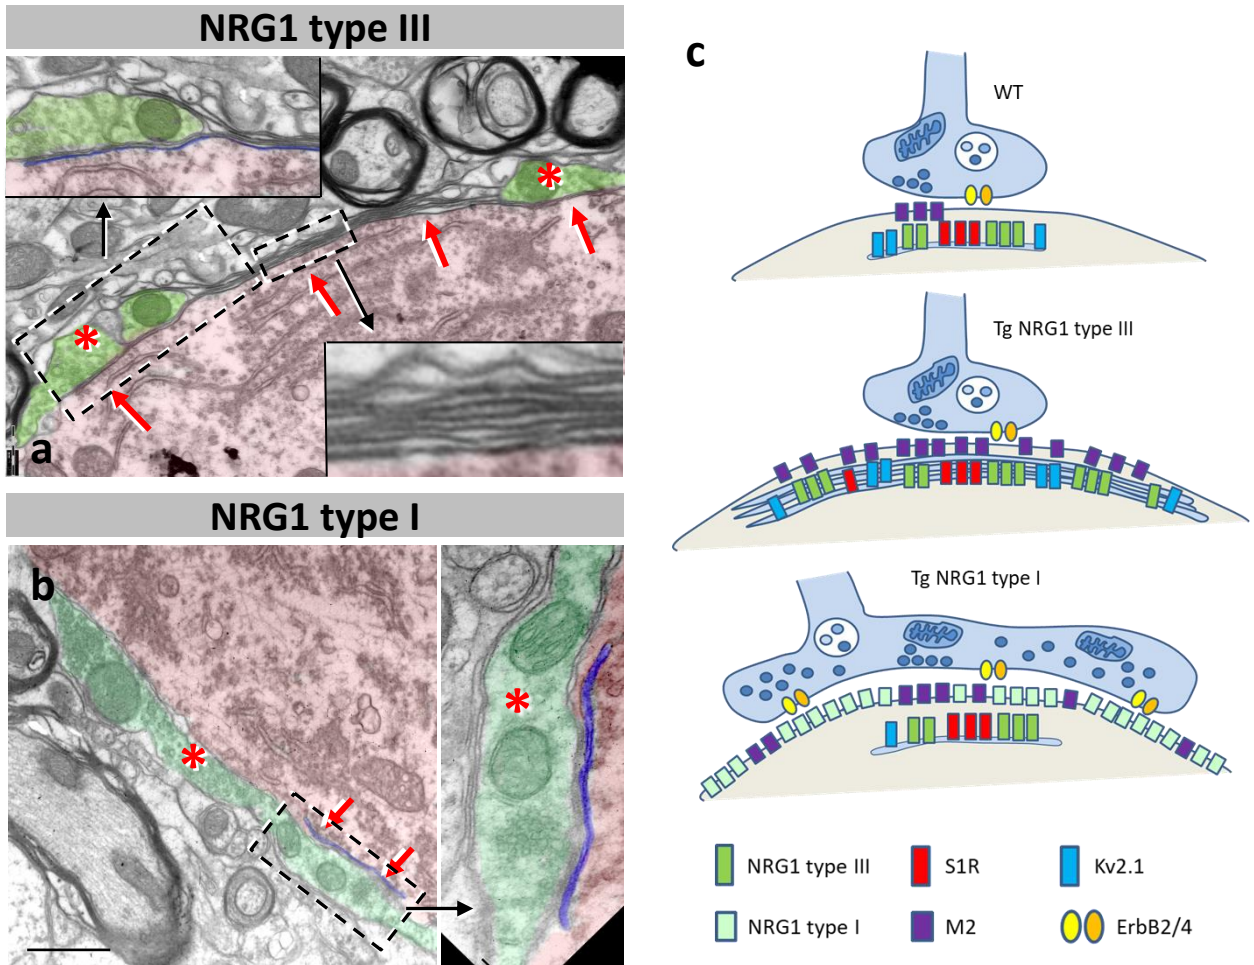 NRG1 type III
a
NRG1 type I
b
c
WT
Tg NRG1 type III
Tg NRG1 type I
NRG1 type III
S1R
Kv2.1
NRG1 type I
M2
ErbB2/4